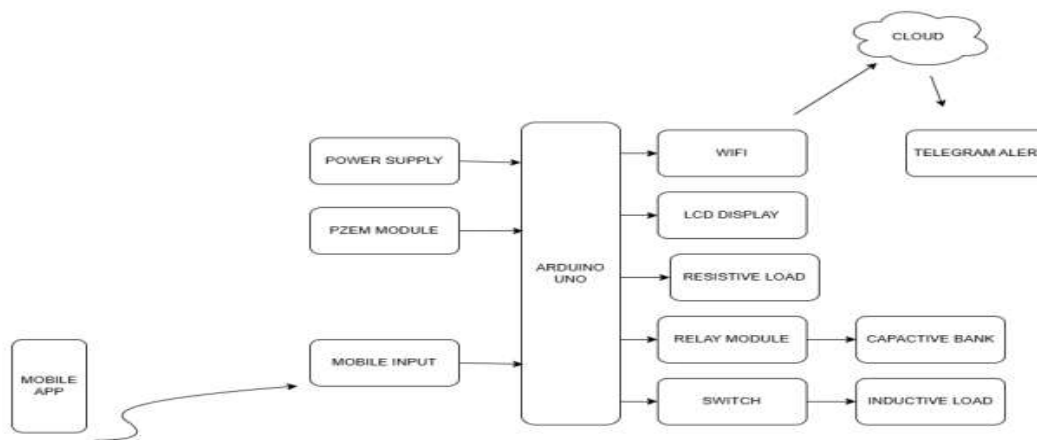 CLOUD
POWER SUPPLY
WIFI
TELEGRAM ALER
PZEM MODULE
LCD DISPLAY
ARDUINO
UNO
RESISTIVE LOAD
MOBILE
APP
MOBILE INPUT
RELAY MODULE
CAPACTIVE BANK
SWITCH
INDUCTIVE LOAD